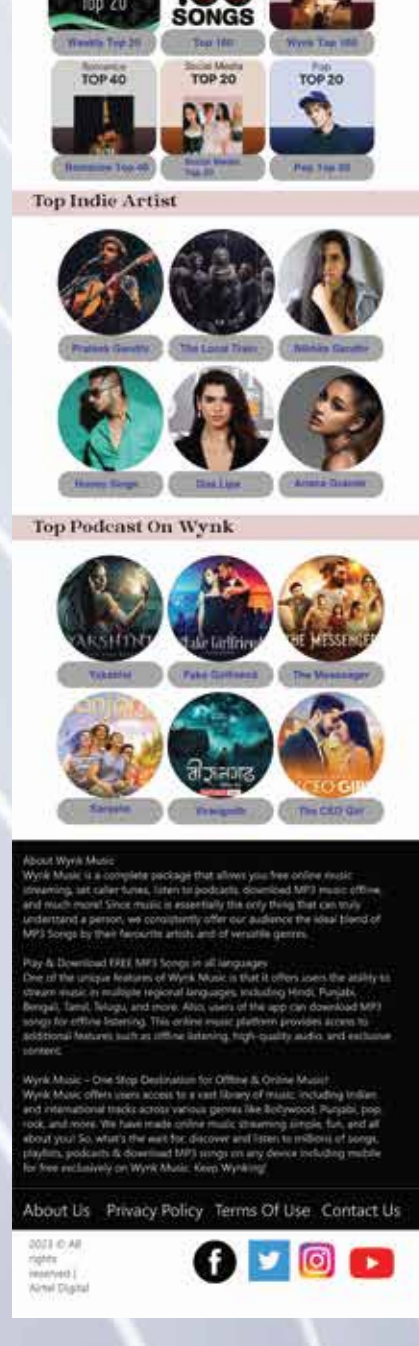 Top 20
SONGS
Weekly Top 20 Top 100 Wynk Top 100
Romance
TOP 40
Social Media
TOP 20
Pop
TOP 20
Romance Top 40
Social Media
Top 20
Pop Top 20
Top Indie Artist
Prateek Gandhi The Local Train Nikhita Gandhi
Honey Singh Dua Lipa Ariana Grande
Top Podcast On Wynk
YAKSHINI
Fake Girlfriend
THE MESSENGER
Yakshini Fake Girlfriend The Messenger
वीरानगढ़
CEO GIRL
Virangadh The CEO Girl
About Wynk Music
Wynk Music is a complete package that allows you free online music
streaming, set caller tunes, listen to podcasts, download MP3 music offline,
and much more! Since music is essentially the only thing that can truly
understand a person, we consistently offer our audience the ideal blend of
MP3 Songs by their favourite artists and of versatile genres.
Play & Download FREE MP3 Songs in all languages
One of the unique features of Wynk Music is that it offers users the ability to
stream music in multiple regional languages, including Hindi, Punjabi,
Bengali, Tamil, Telugu, and more. Also, users of the app can download MP3
songs for offline listening. This online music platform provides access to
additional features such as offline listening, high-quality audio, and exclusive
content.
Wynk Music – One Stop Destination for Offline & Online Music!
Wynk Music offers users access to a vast library of music, including Indian
and international tracks across various genres like Bollywood, Punjabi, pop,
rock, and more. We have made online music streaming simple, fun, and all
about you! So, what's the wait for, discover and listen to millions of songs,
playlists, podcasts & download MP3 songs on any device including mobile
for free exclusively on Wynk Music. Keep Wynking!
About Us Privacy Policy Terms Of Use Contact Us
2023 © All
rights
reserved |
Airtel Digital